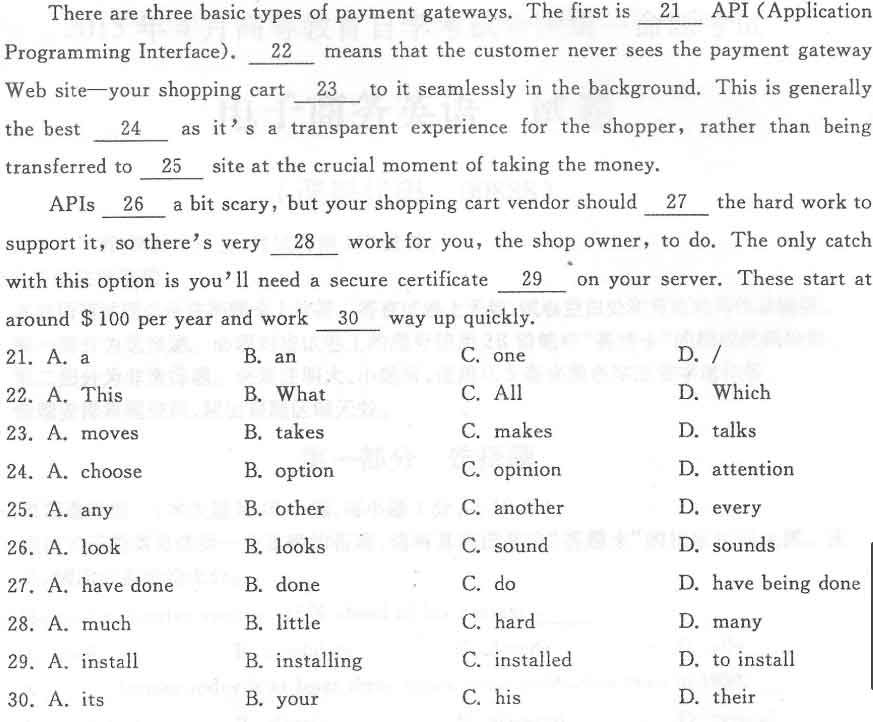 There are three basic types of payment gateways. The first is 21 API (Application
Programming Interface). 22 means that the customer never sees the payment gateway
Web site—your shopping cart 23 to it seamlessly in the background. This is generally
the best 24 as it's a transparent experience for the shopper, rather than being
transferred to 25 site at the crucial moment of taking the money.
APIs 26 a bit scary, but your shopping cart vendor should 27 the hard work to
support it, so there's very 28 work for you, the shop owner, to do. The only catch
with this option is you'll need a secure certificate 29 on your server. These start at
around $100 per year and work 30 way up quickly.
21. A. a B. an C. one D. /
22. A. This B. What C. All D. Which
23. A. moves B. takes C. makes D. talks
24. A. choose B. option C. opinion D. attention
25. A. any B. other C. another D. every
26. A. look B. looks C. sound D. sounds
27. A. have done B. done C. do D. have being done
28. A. much B. little C. hard D. many
29. A. install B. installing C. installed D. to install
30. A. its B. your C. his D. their